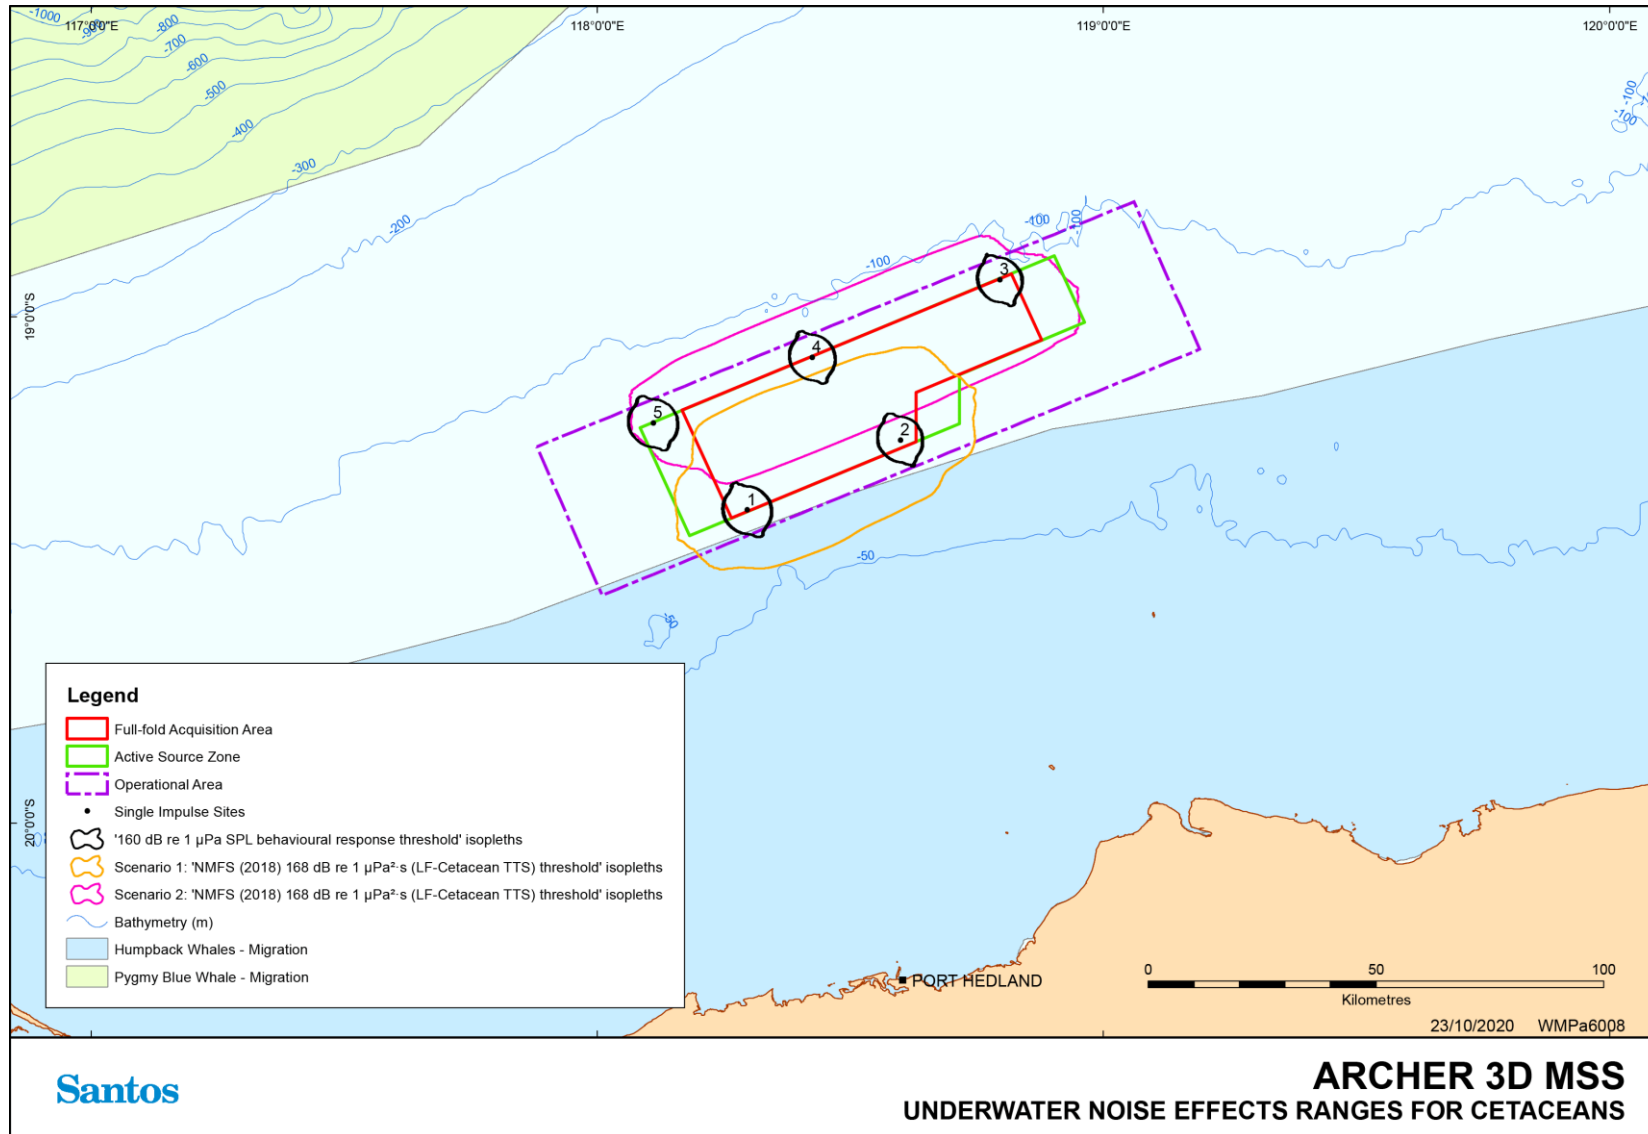 117°0'0"E
118°0'0"E
119°0'0"E
120°0'0"E
-1000
-900
-800
-700
-600
-500
-400
-300
-200
-100
-100
-100
-100
-100
19°0'0"S
3
4
5
2
1
-50
-50
20°0'0"S
Legend
Full-fold Acquisition Area
Active Source Zone
Operational Area
Single Impulse Sites
'160 dB re 1 µPa SPL behavioural response threshold' isopleths
Scenario 1: 'NMFS (2018) 168 dB re 1 µPa²·s (LF-Cetacean TTS) threshold' isopleths
Scenario 2: 'NMFS (2018) 168 dB re 1 µPa²·s (LF-Cetacean TTS) threshold' isopleths
Bathymetry (m)
Humpback Whales - Migration
Pygmy Blue Whale - Migration
PORT HEDLAND
0 50 100
Kilometres
23/10/2020 WMPa6008
Santos
ARCHER 3D MSS
UNDERWATER NOISE EFFECTS RANGES FOR CETACEANS